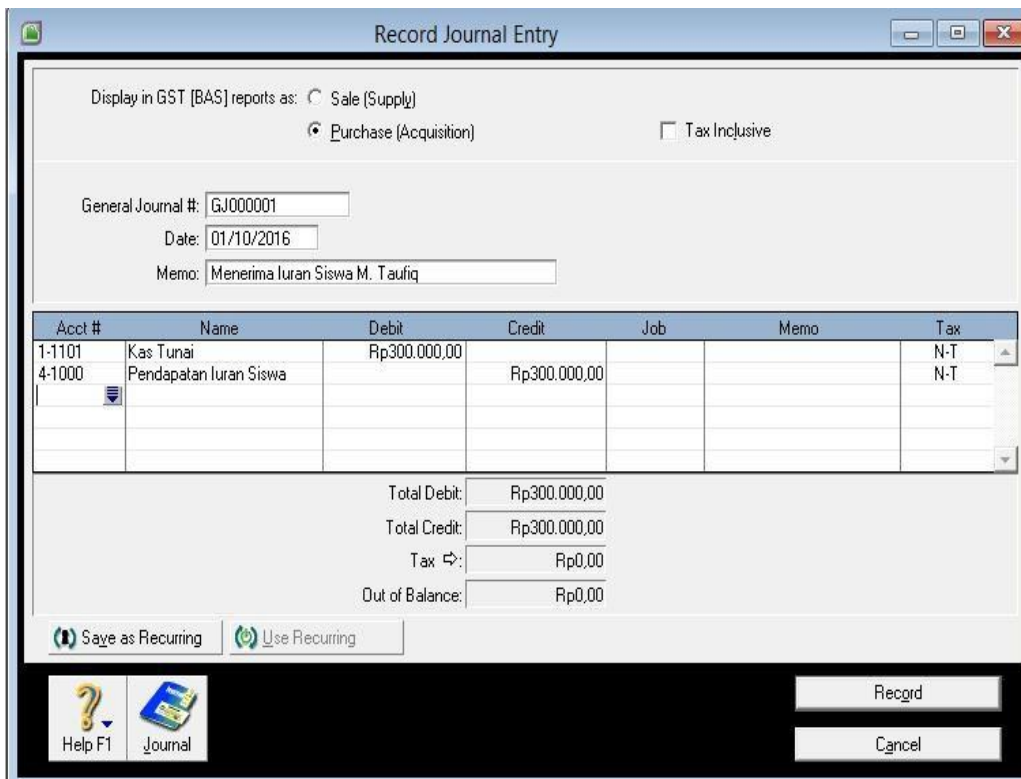 Record Journal Entry
Display in GST [BAS] reports as: Sale (Supply)
Purchase (Acquisition) Tax Inclusive
General Journal #: GJ000001
Date: 01/10/2016
Memo: Menerima Iuran Siswa M. Taufiq
Acct # Name Debit Credit Job Memo Tax
1-1101 Kas Tunai Rp300.000,00 N-T
4-1000 Pendapatan Iuran Siswa Rp300.000,00 N-T
Total Debit: Rp300.000,00
Total Credit: Rp300.000,00
Tax ⇨: Rp0,00
Out of Balance: Rp0,00
Save as Recurring Use Recurring
Help F1 Journal Record
Cancel